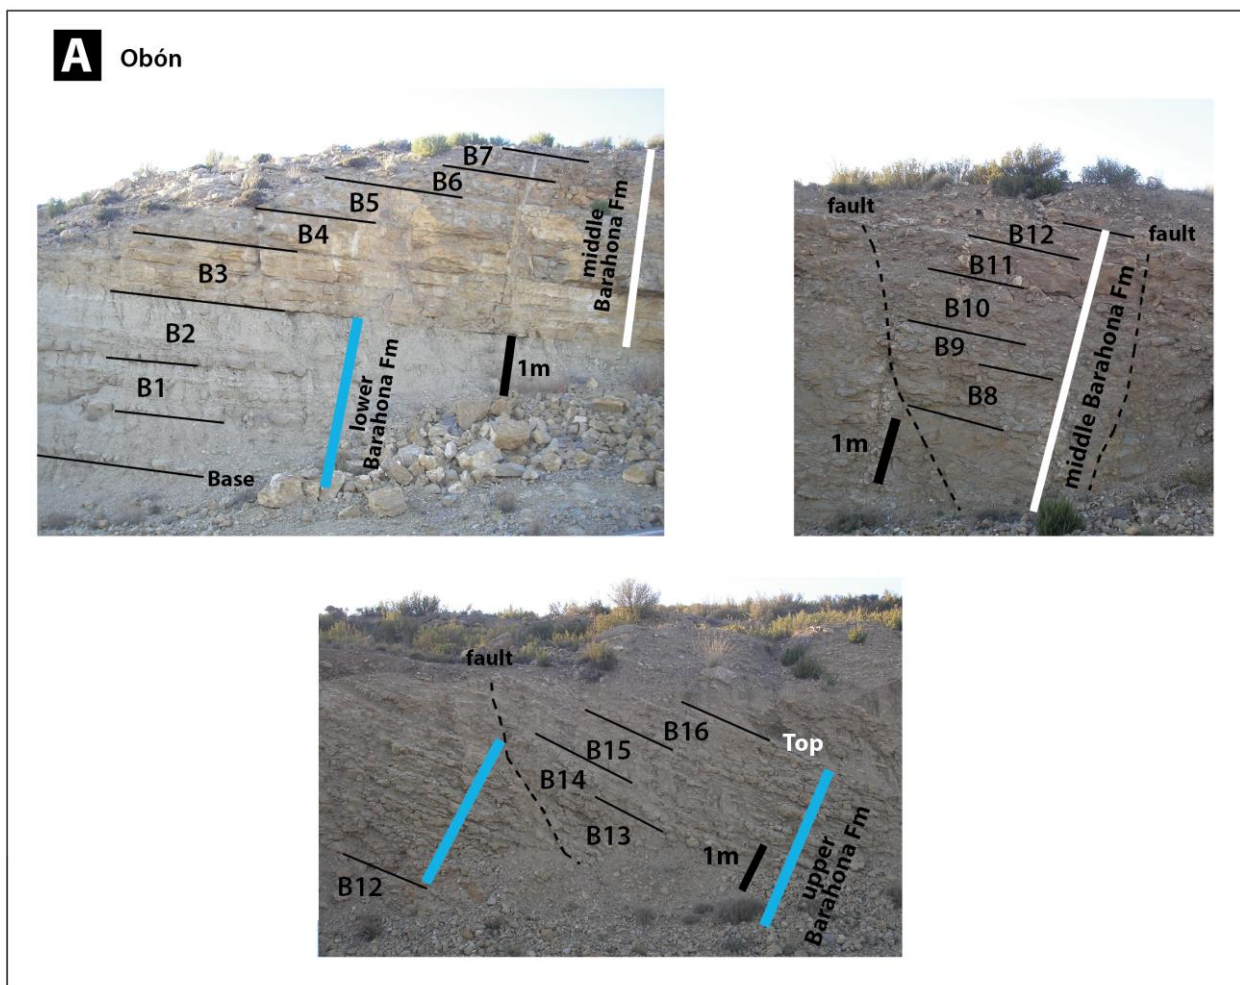 A Obón
B7
B6
B5
B4
B3
B2
B1
Base
lower
Barahona Fm
1m
middle
Barahona Fm
fault
B12
fault
B11
B10
B9
B8
1m
middle Barahona Fm
fault
B16
Top
B15
B14
B13
B12
1m
upper
Barahona Fm